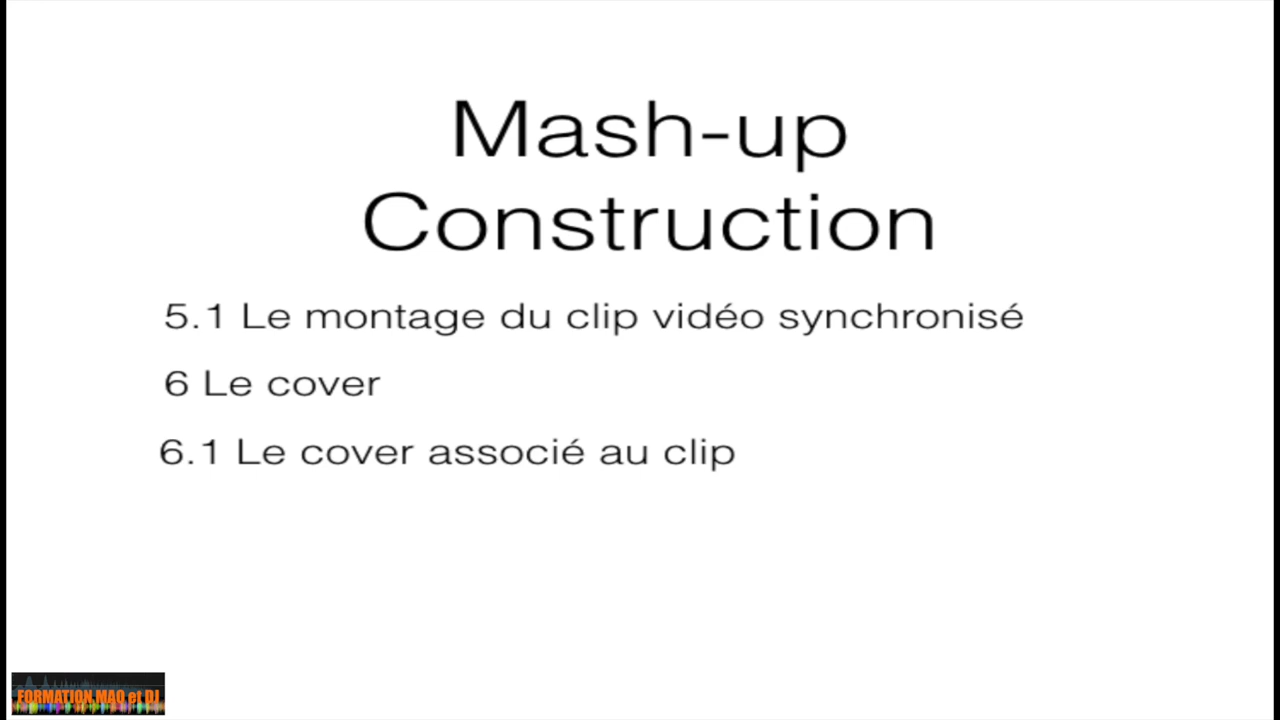 Mash-up
Construction
5.1 Le montage du clip vidéo synchronisé
6 Le cover
6.1 Le cover associé au clip
FORMATION MAO et DJ